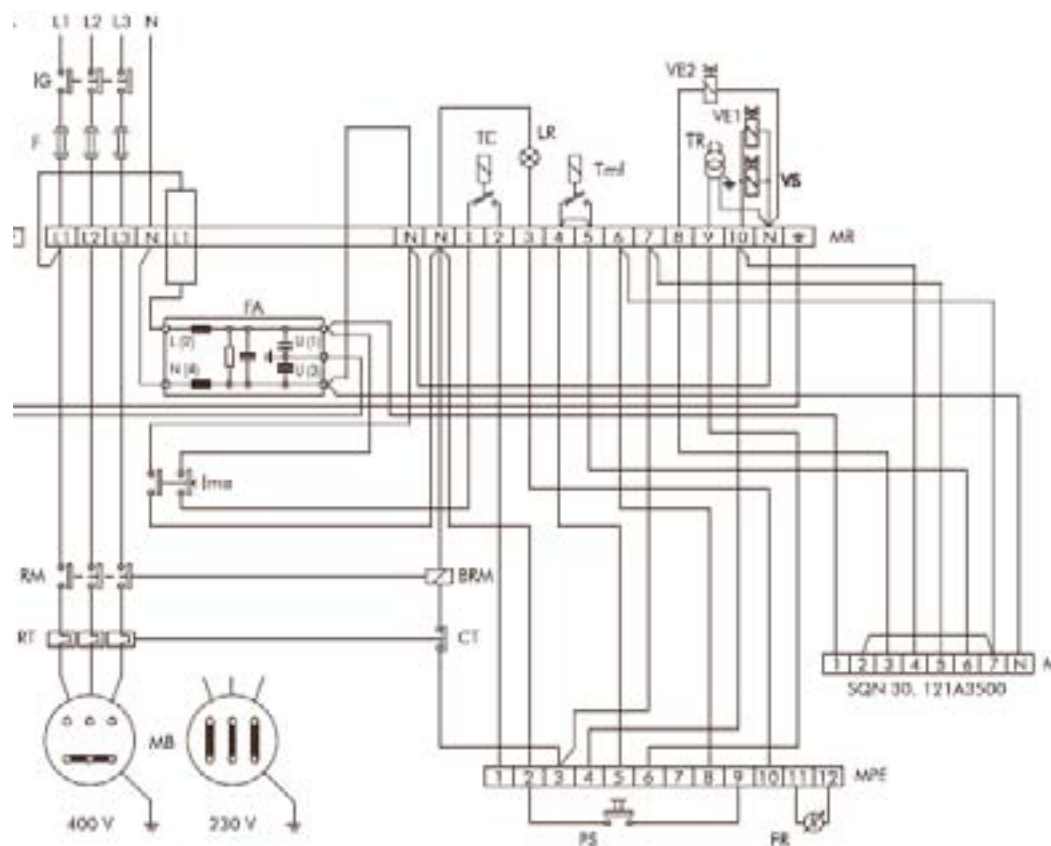 L1 L2 L3 N
IG
VE2
VE1
F
TC
LR
TR
Tmf
VS
L1 L2 L3 N L1
N N 1 2 3 4 5 6 7 8 9 10 N
MR
FA
L (2)
U (1)
N (4)
U (3)
Ima
RM
BRM
RT
CT
1 2 3 4 5 6 7 N
M
SQN 30. 121A3500
MB
1 2 3 4 5 6 7 8 9 10 11 12
MPE
400 V
230 V
PS
FR